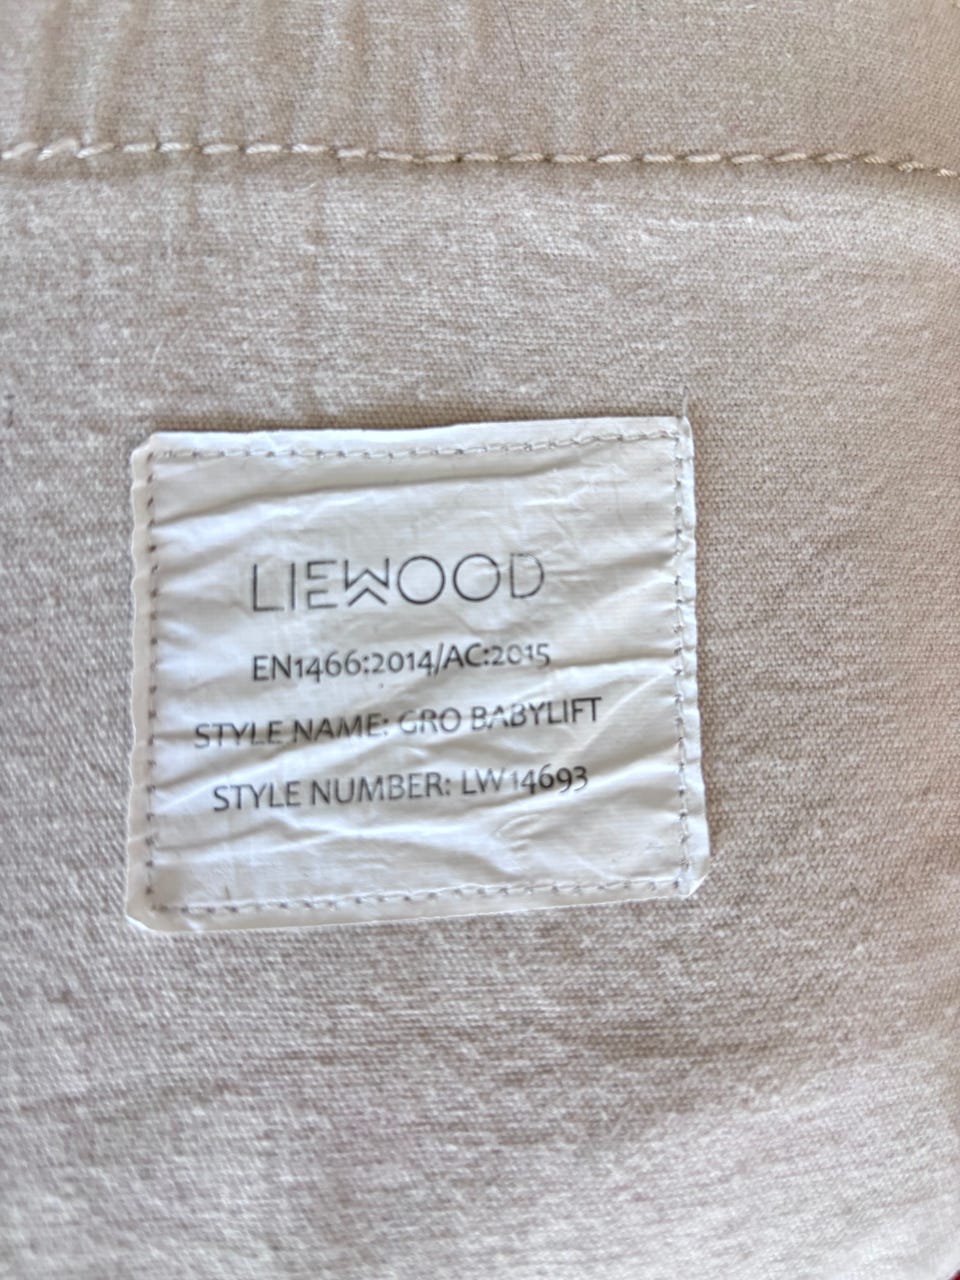 LIEWOOD
EN1466:2014/AC:2015
STYLE NAME: GRO BABYLIFT
STYLE NUMBER: LW14693